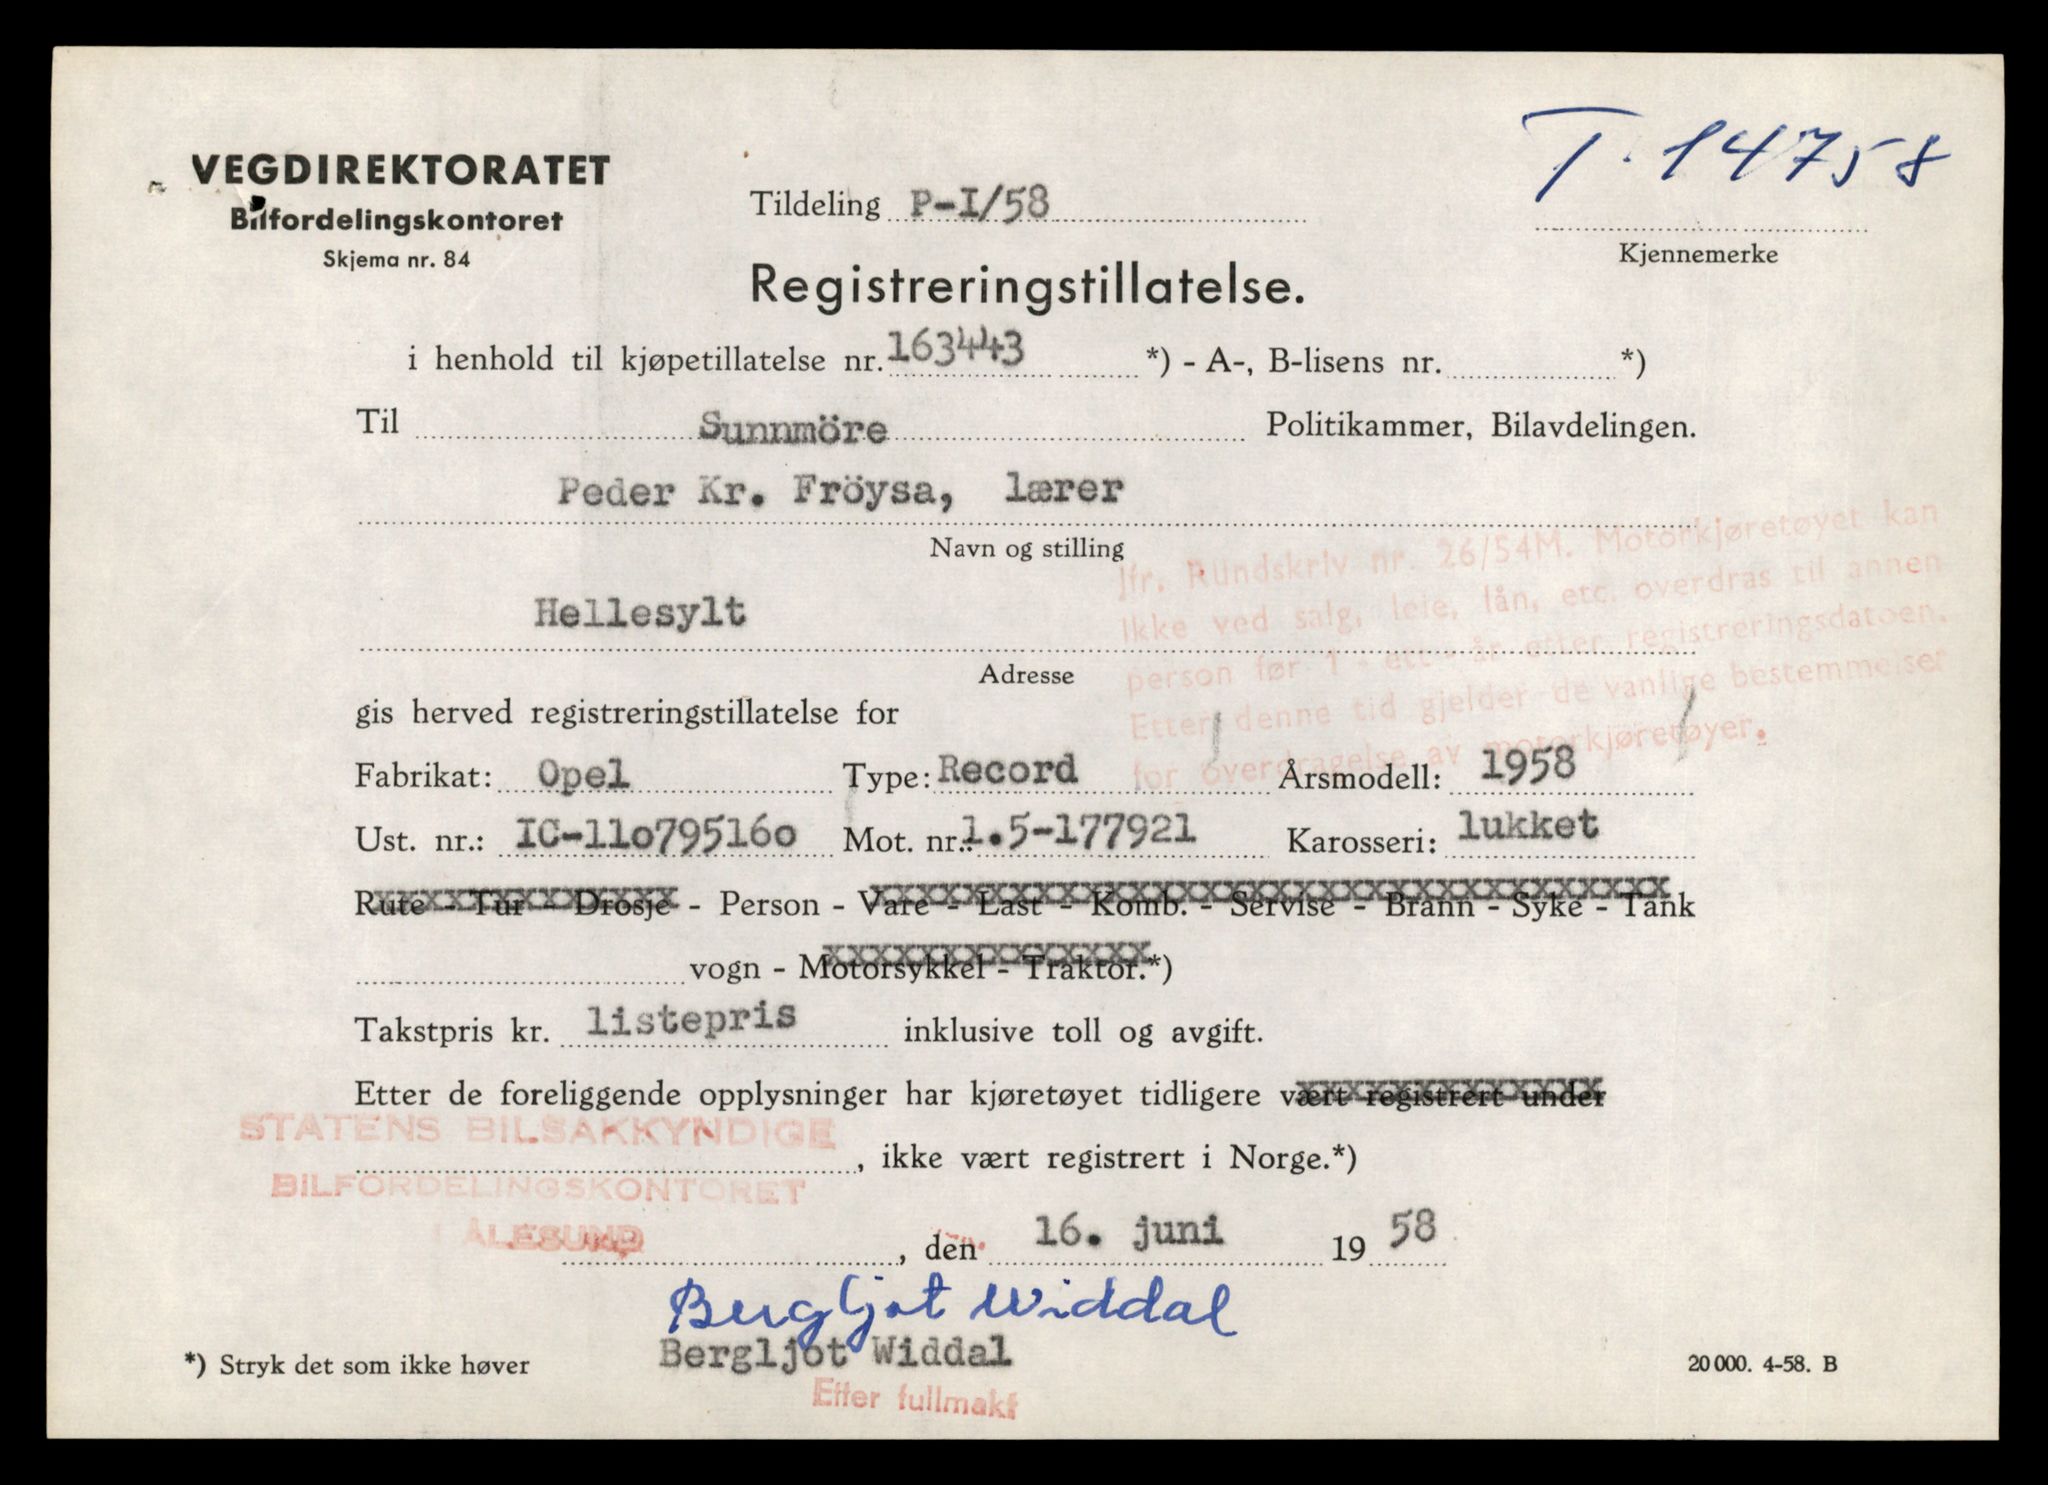 T. 14758
VEGDIREKTORATET
Bilfordelingskontoret
Skjema nr. 84
Tildeling P-I/58
Kjennemerke
Registreringstillatelse.
i henhold til kjøpetillatelse nr. 163443 *) - A-, B-lisens nr. *)
Til Sunnmöre Politikammer, Bilavdelingen.
Peder Kr. Fröysa, lærer
Navn og stilling
Jfr. Rundskriv nr. 26/54M. Motorkjøretøyet kan
ikke ved salg, leie, lån, etc. overdras til annen
person før 1 - ett - år etter registreringsdatoen.
Etter denne tid gjelder de vanlige bestemmelser
for overdragelse av motorkjøretøyer.
Hellesylt
Adresse
gis herved registreringstillatelse for
Fabrikat: Opel Type: Record Årsmodell: 1958
Ust. nr.: IC-11o79516o Mot. nr.: 1.5-177921 Karosseri: lukket
Rute - Tur - Drosje - Person - Vare - Last - Komb. - Servise - Brann - Syke - Tank
vogn - Motorsykkel - Traktor.*)
Takstpris kr. listepris inklusive toll og avgift.
Etter de foreliggende opplysninger har kjøretøyet tidligere vært registrert under
, ikke vært registrert i Norge.*)
STATENS BILSAKKYNDIGE
BILFORDELINGSKONTORET
I ÅLESUND
, den 16. juni 19 58
Bergljot Widdal
Bergljot Widdal
Etter fullmakt
*) Stryk det som ikke høver
20 000. 4-58. B